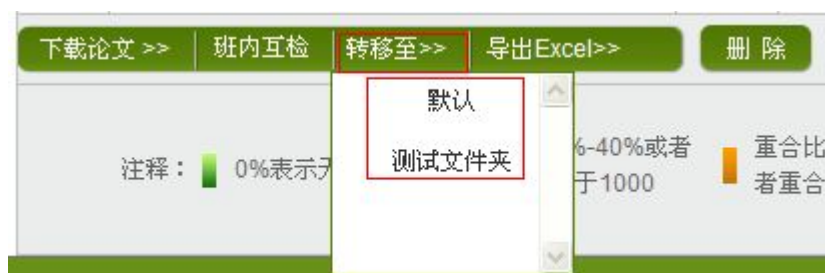 下载论文 >> 班内互检 转移至>> 导出Excel>> 删 除
默认
测试文件夹
注释： 0%表示 %-40%或者 重合比
于1000 者重合